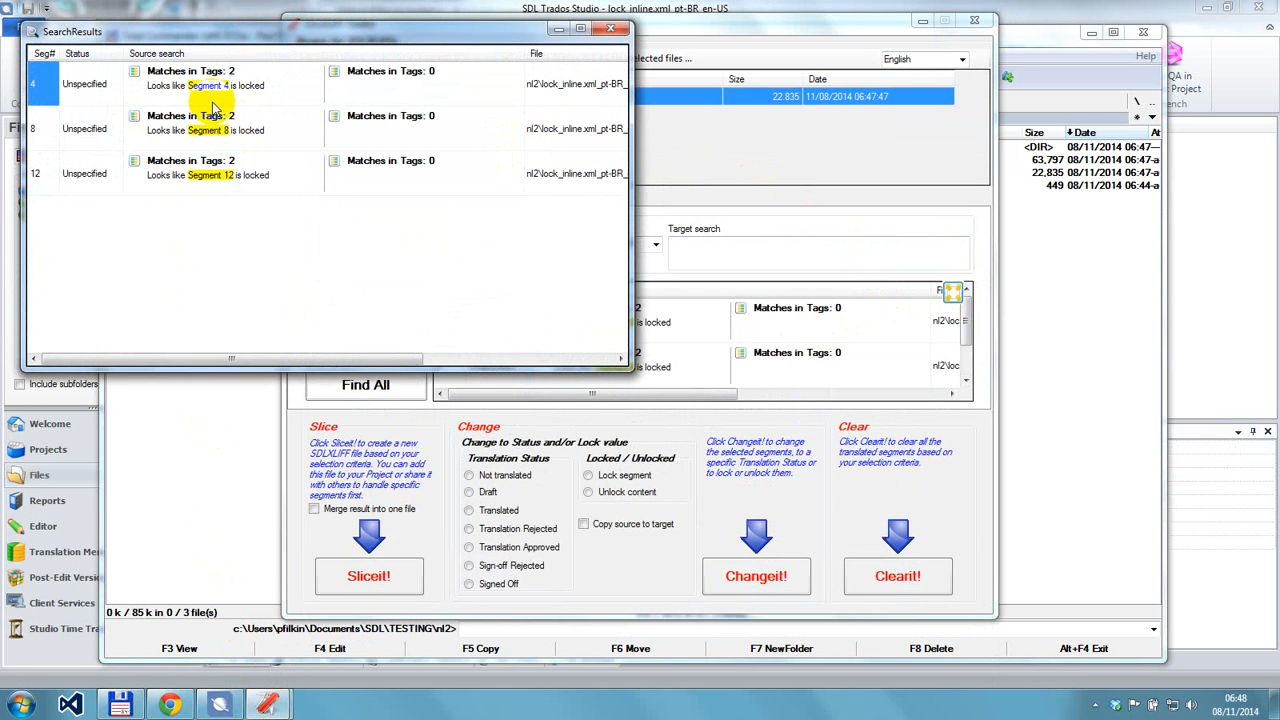 SDL Trados Studio - lock_inline.xml_pt-BR_en-US
SearchResults
Seg#
Status
Source search
File
4
Unspecified
Matches in Tags: 2
Looks like Segment 4 is locked
Matches in Tags: 0
nl2\lock_inline.xml_pt-BR_
8
Unspecified
Matches in Tags: 2
Looks like Segment 8 is locked
Matches in Tags: 0
nl2\lock_inline.xml_pt-BR_
12
Unspecified
Matches in Tags: 2
Looks like Segment 12 is locked
Matches in Tags: 0
nl2\lock_inline.xml_pt-BR_
elected files ...
English
Size
Date
22.835
11/08/2014 06:47:47
Target search
2
is locked
Matches in Tags: 0
nl2\loc
2
is locked
Matches in Tags: 0
nl2\loc
Find All
Include subfolders
Slice
Click Sliceit! to create a new
SDLXLIFF file based on your
selection criteria. You can add
this file to your Project or share it
with others to handle specific
segments first.
Merge result into one file
Sliceit!
Change
Change to Status and/or Lock value
Translation Status
Not translated
Draft
Translated
Translation Rejected
Translation Approved
Sign-off Rejected
Signed Off
Locked / Unlocked
Lock segment
Unlock content
Copy source to target
Click Changeit! to change
the selected segments, to a
specific Translation Status or
to lock or unlock them.
Changeit!
Clear
Click Clearit! to clear all the
translated segments based on
your selection criteria.
Clearit!
Help
QA in
Project
Size
Date
<DIR> 08/11/2014 06:47
63,797 08/11/2014 06:47-a
22,835 08/11/2014 06:47-a
449 08/11/2014 06:44-a
Welcome
Projects
Files
Reports
Editor
Translation Mem
Post-Edit Versio
Client Services
Studio Time Tra
0 k / 85 k in 0 / 3 file(s)
c:\Users\pfilkin\Documents\SDL\TESTING\nl2>
F3 View
F4 Edit
F5 Copy
F6 Move
F7 NewFolder
F8 Delete
Alt+F4 Exit
06:48
08/11/2014